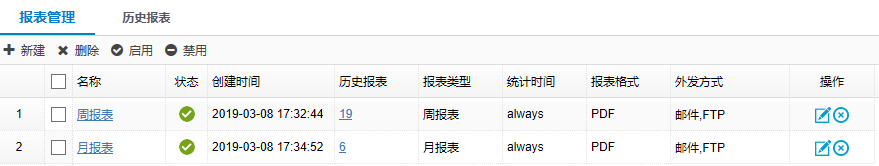 报表管理 历史报表
新建 删除 启用 禁用
名称 状态 创建时间 历史报表 报表类型 统计时间 报表格式 外发方式 操作
1 周报表 2019-03-08 17:32:44 19 周报表 always PDF 邮件,FTP
2 月报表 2019-03-08 17:34:52 6 月报表 always PDF 邮件,FTP